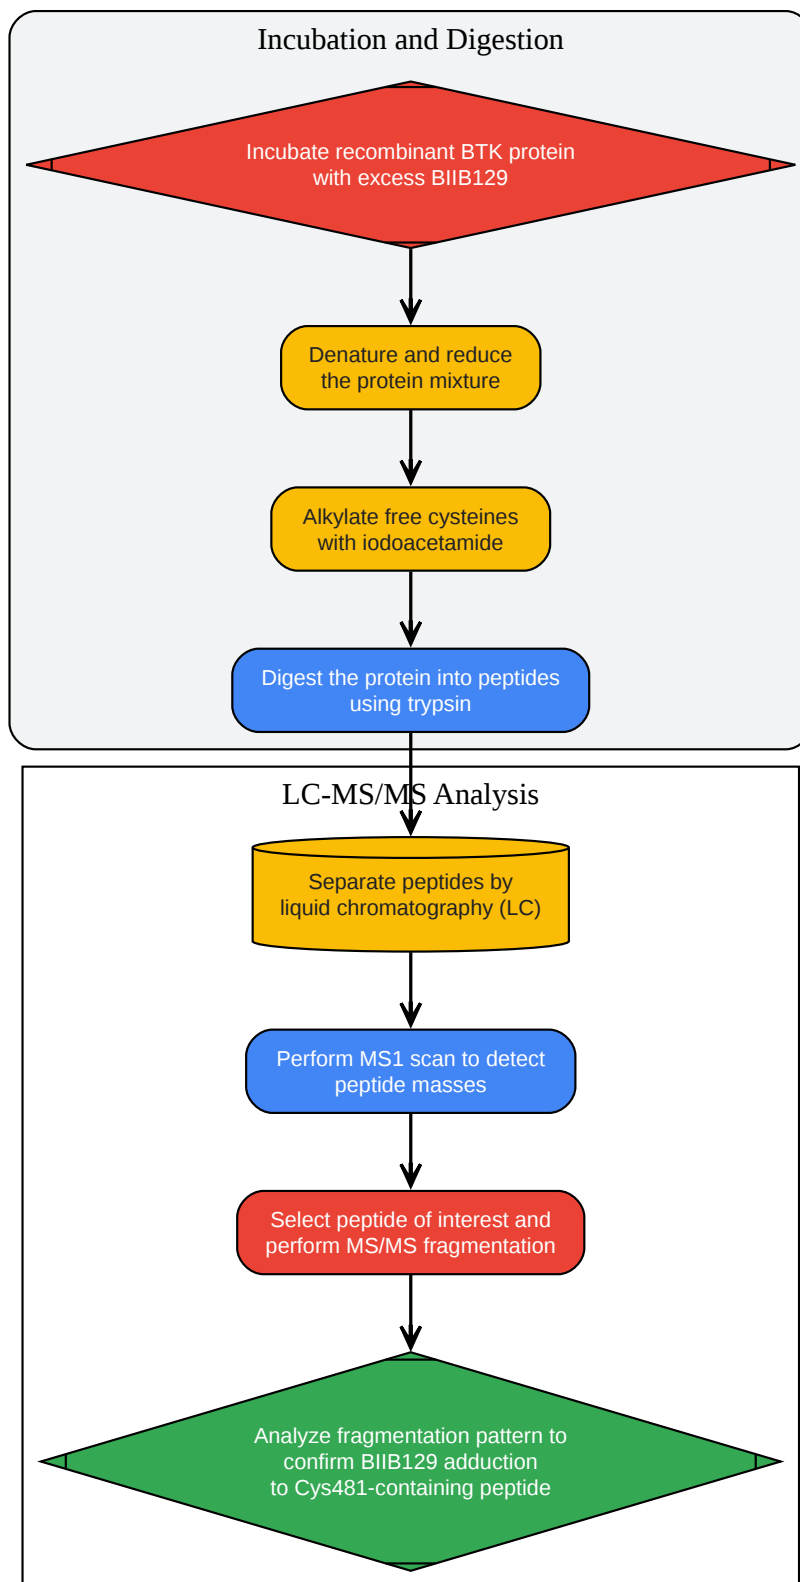 Incubation and Digestion
Incubate recombinant BTK protein
with excess BIIB129
Denature and reduce
the protein mixture
Alkylate free cysteines
with iodoacetamide
Digest the protein into peptides
using trypsin
LC-MS/MS Analysis
Separate peptides by
liquid chromatography (LC)
Perform MS1 scan to detect
peptide masses
Select peptide of interest and
perform MS/MS fragmentation
Analyze fragmentation pattern to
confirm BIIB129 adduction
to Cys481-containing peptide